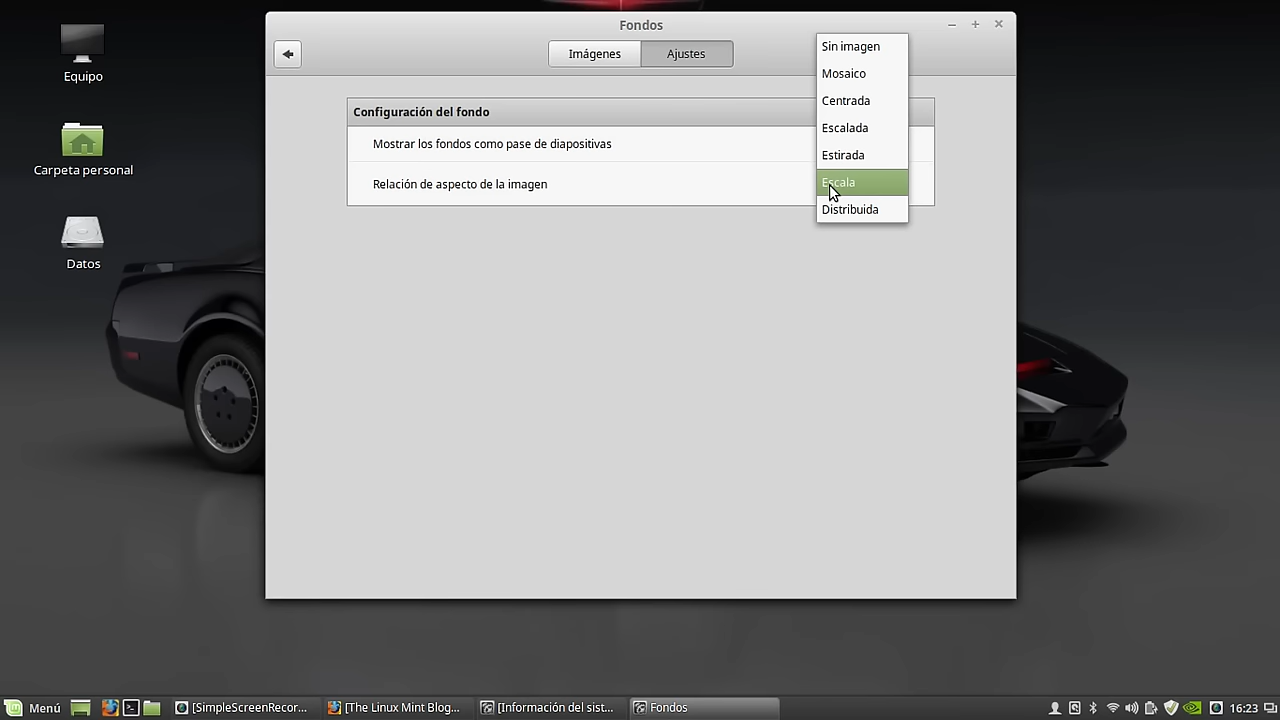 Equipo
Carpeta personal
Datos
Fondos
Imágenes
Ajustes
Configuración del fondo
Mostrar los fondos como pase de diapositivas
Relación de aspecto de la imagen
Sin imagen
Mosaico
Centrada
Escalada
Estirada
Escala
Distribuida
Menú
[SimpleScreenRecor...
[The Linux Mint Blog...
[Información del sist...
Fondos
16:23